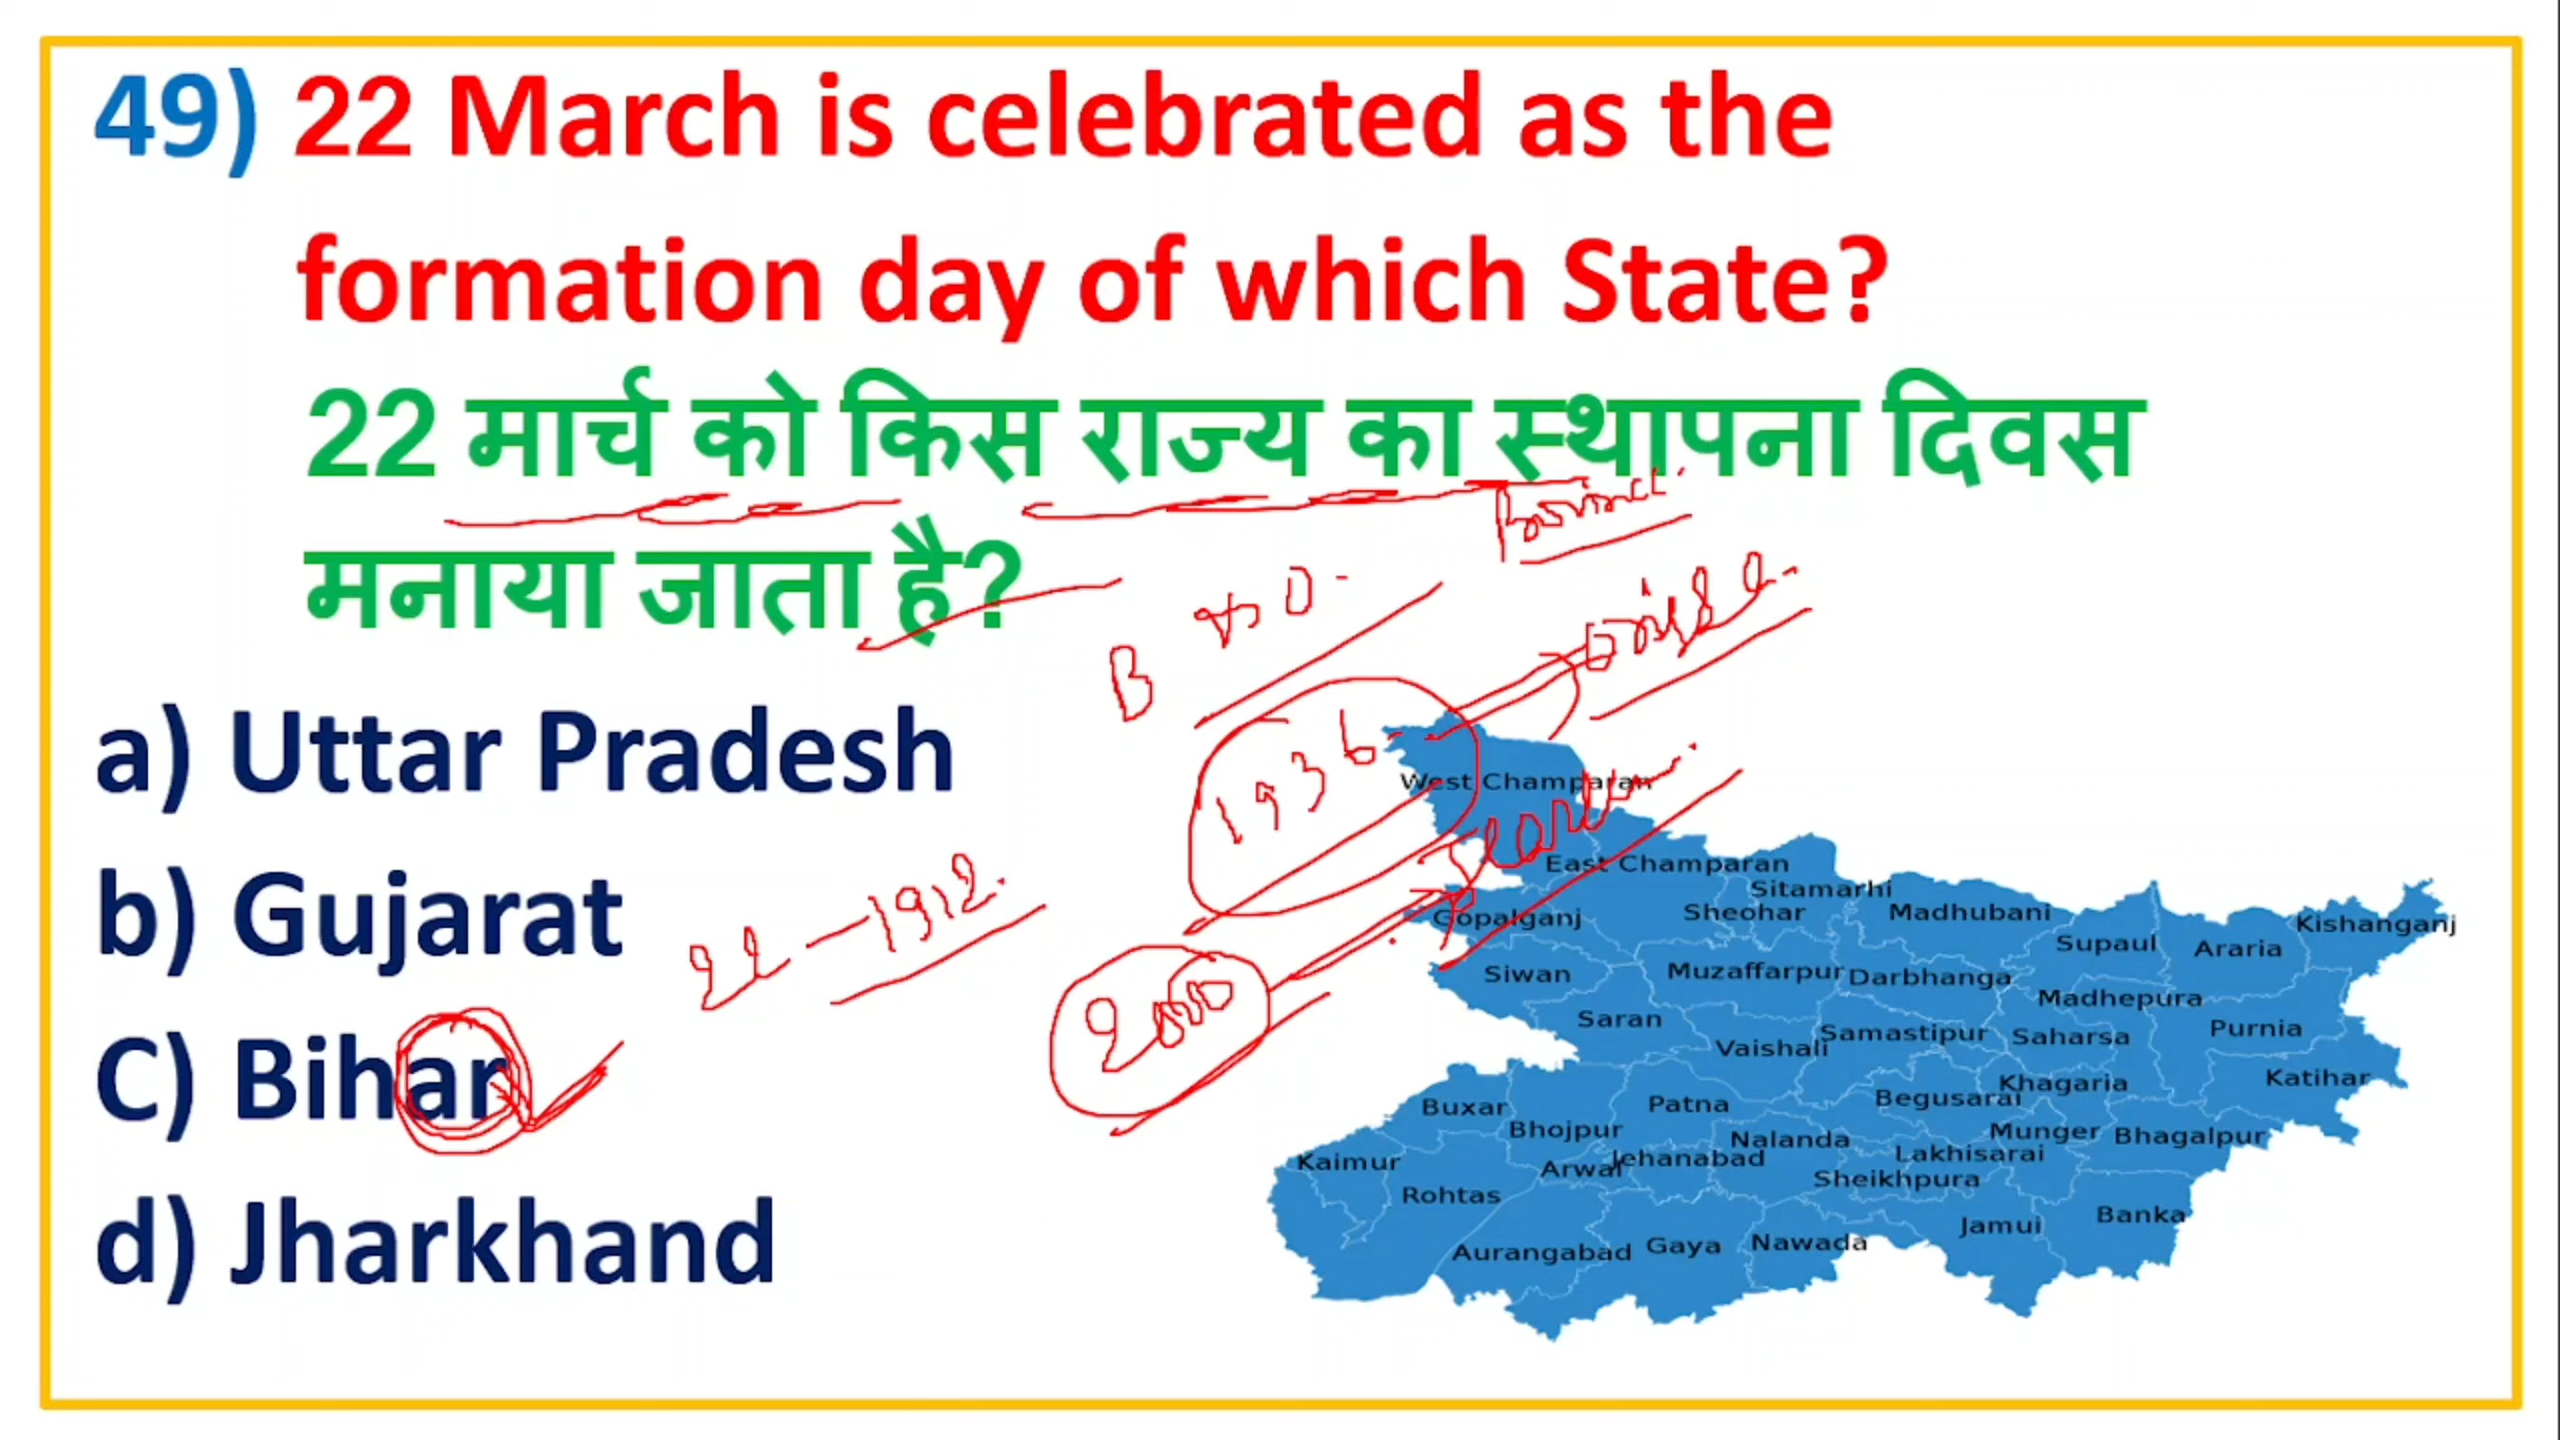 49) 22 March is celebrated as the
formation day of which State?
22 मार्च को किस राज्य का स्थापना दिवस
मनाया जाता है?
a) Uttar Pradesh
b) Gujarat
C) Bihar
d) Jharkhand
B & O
1936
22 - 1912
2000
West Champaran
East Champaran
Sitamarhi
Gopalganj Sheohar Madhubani Kishanganj
Supaul Araria
Siwan Muzaffarpur Darbhanga
Madhepura
Saran Samastipur Saharsa Purnia
Vaishali
Khagaria Katihar
Buxar Patna Begusarai
Bhojpur Nalanda Munger Bhagalpur
Kaimur Arwal Jehanabad Lakhisarai
Rohtas Sheikhpura
Jamui Banka
Aurangabad Gaya Nawada